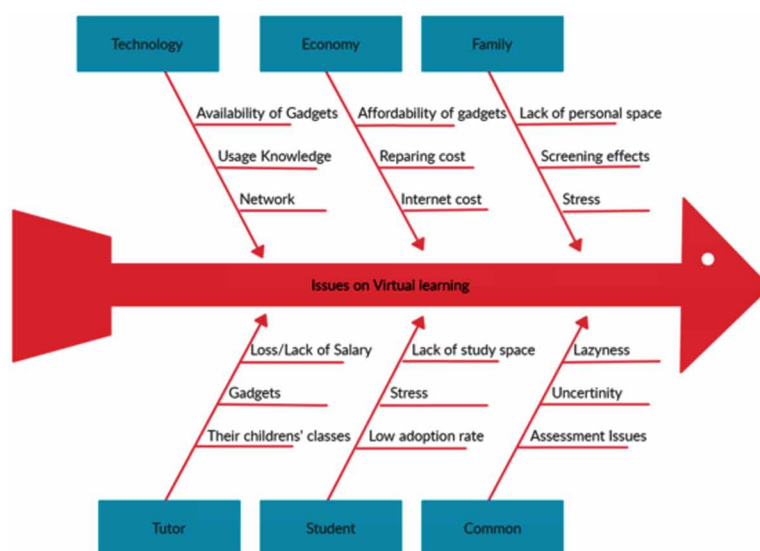 Technology
Economy
Family
Availability of Gadgets
Affordability of gadgets
Lack of personal space
Usage Knowledge
Reparing cost
Screening effects
Network
Internet cost
Stress
Issues on Virtual learning
Loss/Lack of Salary
Lack of study space
Lazyness
Gadgets
Stress
Uncertinity
Their childrens' classes
Low adoption rate
Assessment Issues
Tutor
Student
Common